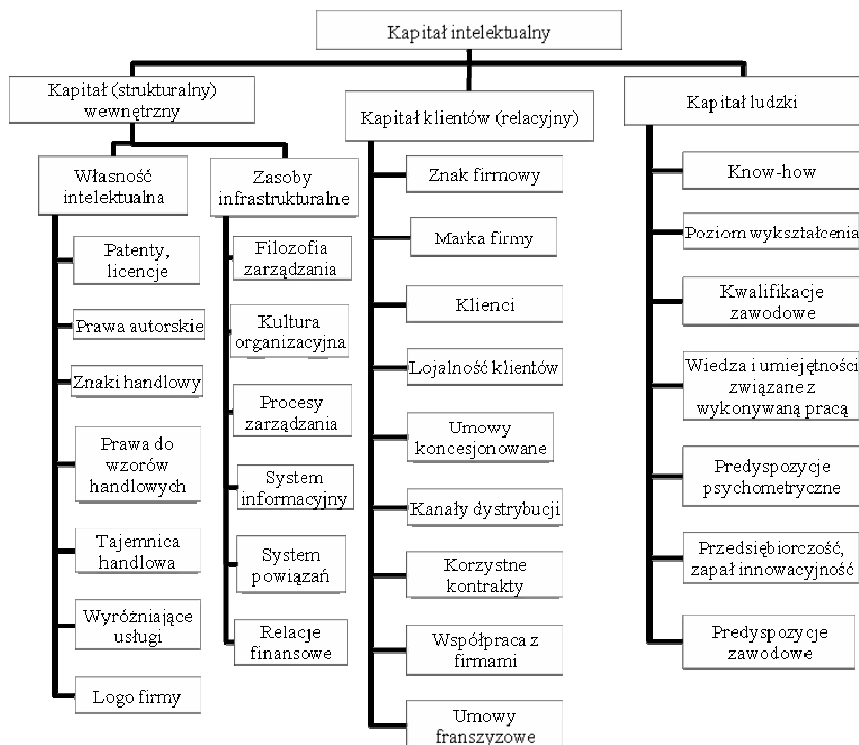 Kapitał intelektualny
Kapitał (strukturalny)
wewnętrzny
Własność
intelektualna
Patenty,
licencje
Prawa autorskie
Znaki handlowy
Prawa do
wzorów
handlowych
Tajemnica
handlowa
Wyróżniające
usługi
Logo firmy
Zasoby
infrastrukturalne
Filozofia
zarządzania
Kultura
organizacyjna
Procesy
zarządzania
System
informacyjny
System
powiązań
Relacje
finansowe
Kapitał klientów (relacyjny)
Znak firmowy
Marka firmy
Klienci
Lojalność klientów
Umowy
koncesjonowane
Kanały dystrybucji
Korzystne
kontrakty
Współpraca z
firmami
Umowy
franszyzowe
Kapitał ludzki
Know-how
Poziom wykształcenia
Kwalifikacje
zawodowe
Wiedza i umiejętności
związane z
wykonywaną pracą
Predyspozycje
psychometryczne
Przedsiębiorczość,
zapał innowacyjność
Predyspozycje
zawodowe